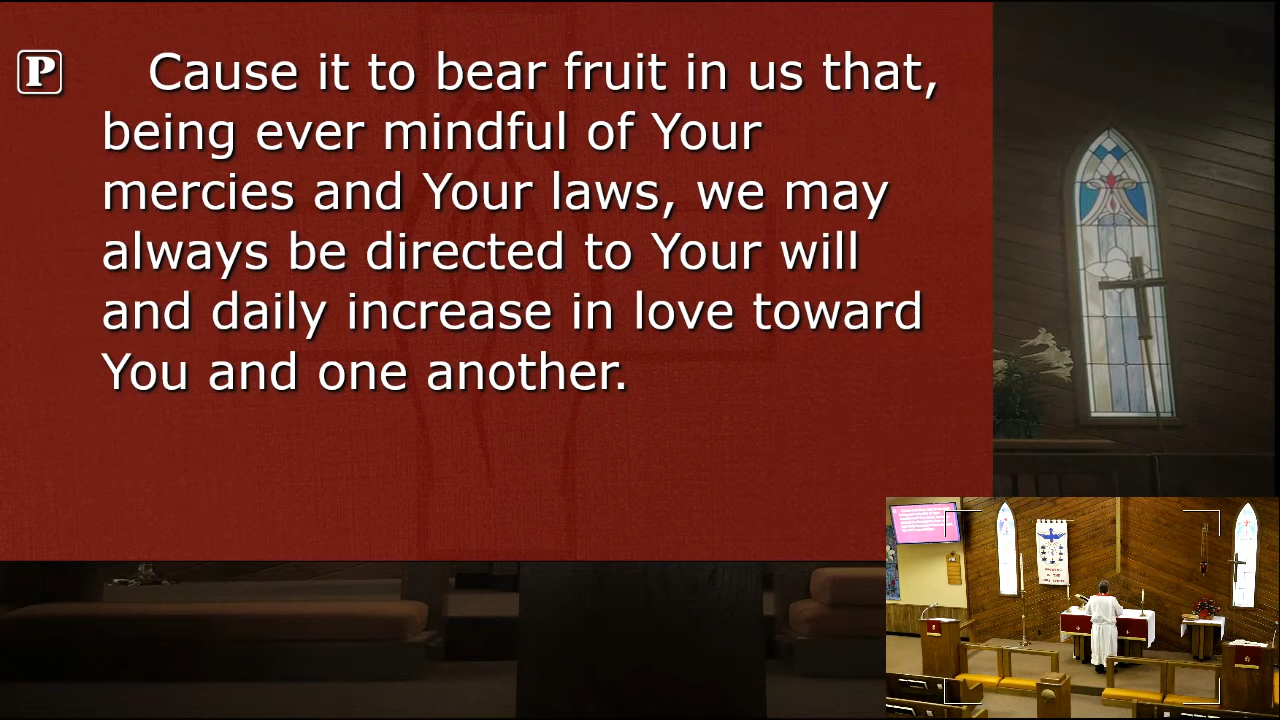 P Cause it to bear fruit in us that,
being ever mindful of Your
mercies and Your laws, we may
always be directed to Your will
and daily increase in love toward
You and one another.